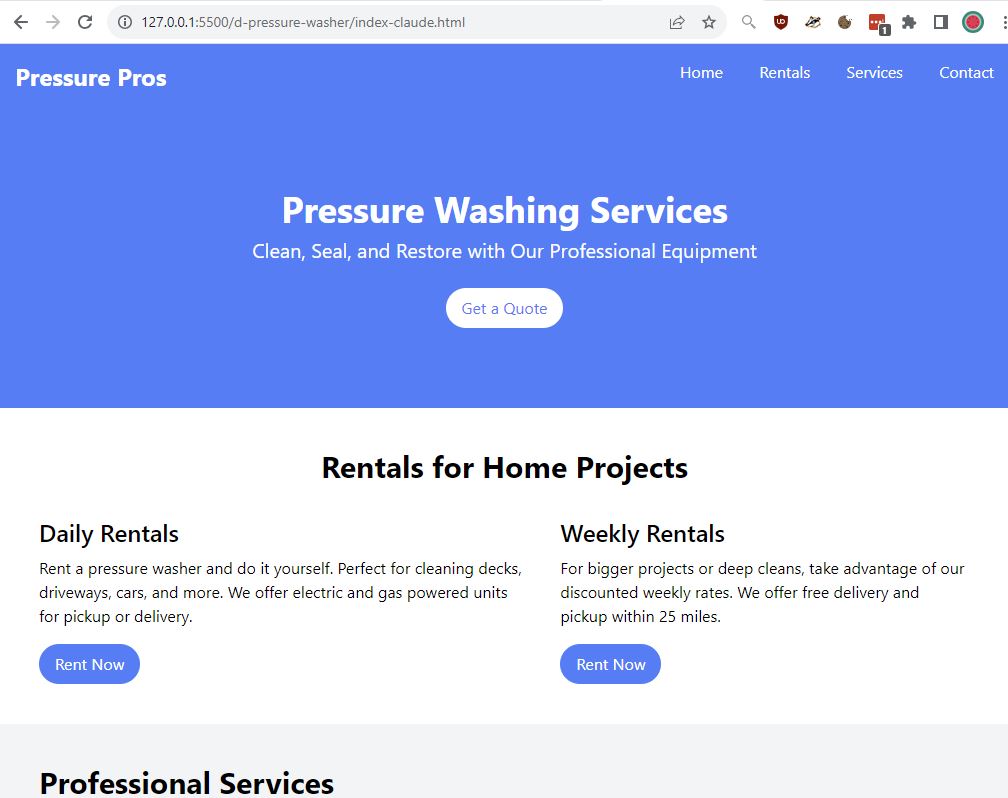 127.0.0.1:5500/d-pressure-washer/index-claude.html
1
Pressure Pros
Home Rentals Services Contact
Pressure Washing Services
Clean, Seal, and Restore with Our Professional Equipment
Get a Quote
Rentals for Home Projects
Daily Rentals
Rent a pressure washer and do it yourself. Perfect for cleaning decks,
driveways, cars, and more. We offer electric and gas powered units
for pickup or delivery.
Rent Now
Weekly Rentals
For bigger projects or deep cleans, take advantage of our
discounted weekly rates. We offer free delivery and
pickup within 25 miles.
Rent Now
Professional Services